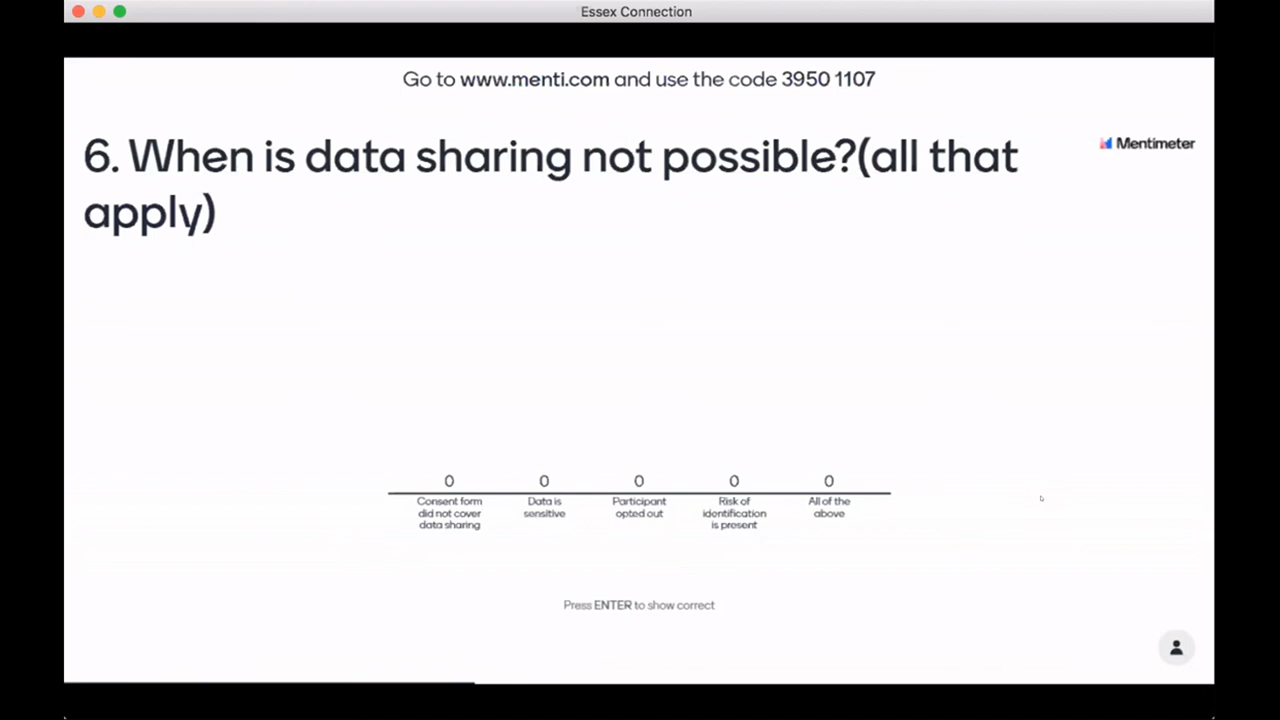 Essex Connection
Go to www.menti.com and use the code 3950 1107
6. When is data sharing not possible?(all that
apply)
Mentimeter
0 0 0 0 0
Consent form
did not cover
data sharing
Data is
sensitive
Participant
opted out
Risk of
identification
is present
All of the
above
Press ENTER to show correct